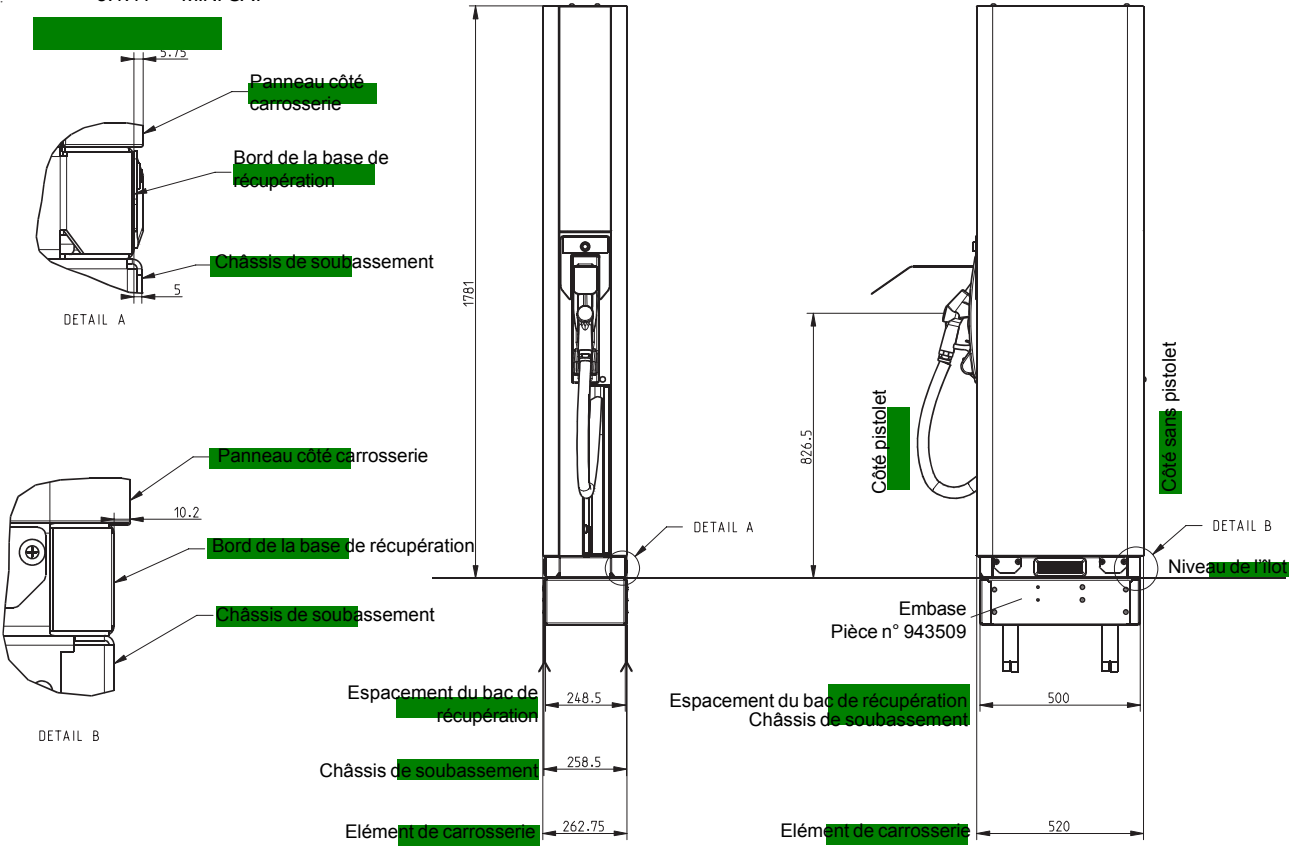 5.75
Panneau côté
carrosserie
Bord de la base de
récupération
Châssis de soubassement
5
DETAIL A
Panneau côté carrosserie
10.2
Bord de la base de récupération
Châssis de soubassement
DETAIL B
1781
DETAIL A
826.5
Côté pistolet
Côté sans pistolet
DETAIL B
Niveau de l'îlot
Embase
Pièce n° 943509
Espacement du bac de
récupération
248.5
Châssis de soubassement
258.5
Elément de carrosserie
262.75
Espacement du bac de récupération
Châssis de soubassement
500
Elément de carrosserie
520